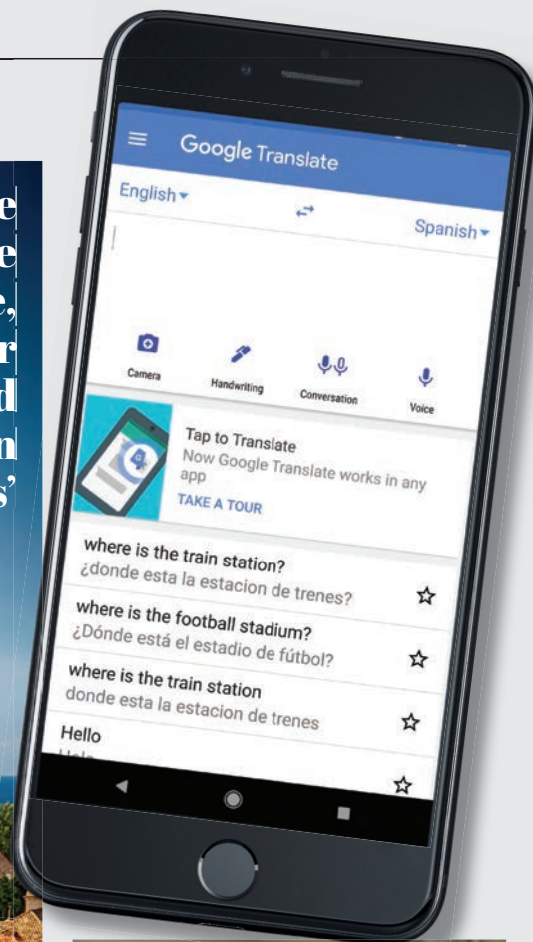 e
e
e,
r
d
n
s’
Google Translate
English
Spanish
Camera
Handwriting
Conversation
Voice
Tap to Translate
Now Google Translate works in any
app
TAKE A TOUR
where is the train station?
¿donde esta la estacion de trenes?
where is the football stadium?
¿Dónde está el estadio de fútbol?
where is the train station
donde esta la estacion de trenes
Hello